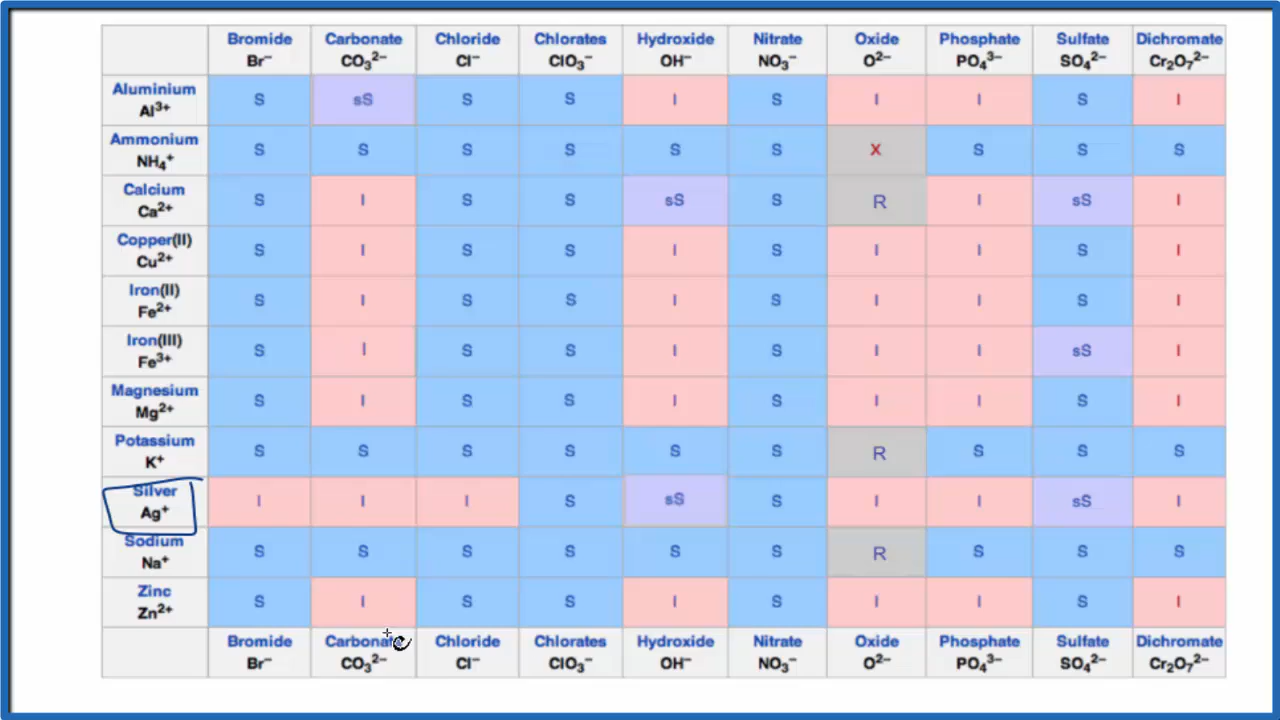 Bromide Carbonate Chloride Chlorates Hydroxide Nitrate Oxide Phosphate Sulfate Dichromate
Br⁻ CO₃²⁻ Cl⁻ ClO₃⁻ OH⁻ NO₃⁻ O²⁻ PO₄³⁻ SO₄²⁻ Cr₂O₇²⁻
Aluminium
Al³⁺ S sS S S I S I I S I
Ammonium
NH₄⁺ S S S S S S X S S S
Calcium
Ca²⁺ S I S S sS S R I sS I
Copper(II)
Cu²⁺ S I S S I S I I S I
Iron(II)
Fe²⁺ S I S S I S I I S I
Iron(III)
Fe³⁺ S I S S I S I I sS I
Magnesium
Mg²⁺ S I S S I S I I S I
Potassium
K⁺ S S S S S S R S S S
Silver
Ag⁺ I I I S sS S I I sS I
Sodium
Na⁺ S S S S S S R S S S
Zinc
Zn²⁺ S I S S I S I I S I
Bromide Carbonate Chloride Chlorates Hydroxide Nitrate Oxide Phosphate Sulfate Dichromate
Br⁻ CO₃²⁻ Cl⁻ ClO₃⁻ OH⁻ NO₃⁻ O²⁻ PO₄³⁻ SO₄²⁻ Cr₂O₇²⁻